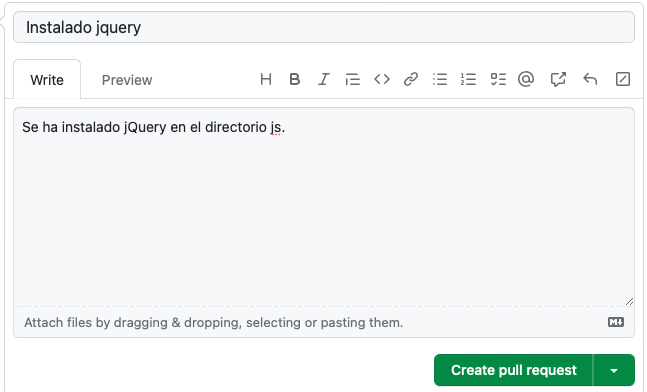 Instalado jquery
Write Preview
Se ha instalado jQuery en el directorio js.
Attach files by dragging & dropping, selecting or pasting them.
Create pull request